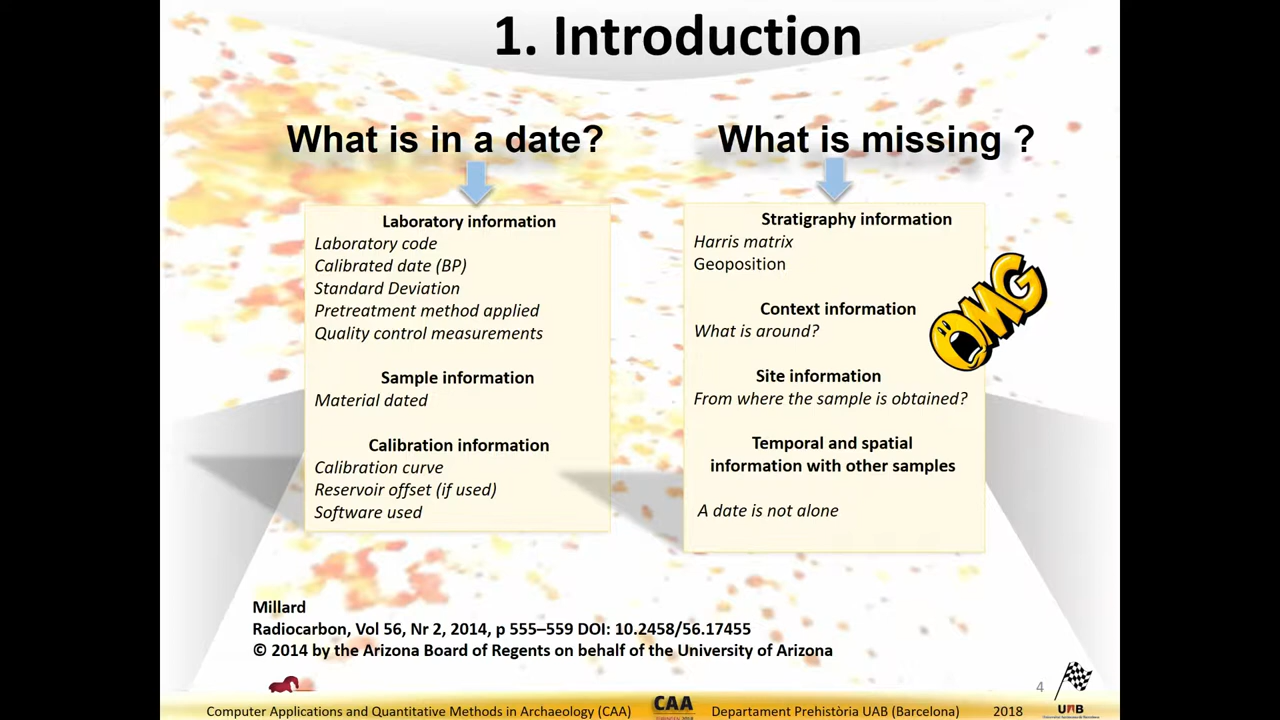 1. Introduction
What is in a date?
Laboratory information
Laboratory code
Calibrated date (BP)
Standard Deviation
Pretreatment method applied
Quality control measurements
Sample information
Material dated
Calibration information
Calibration curve
Reservoir offset (if used)
Software used
What is missing ?
Stratigraphy information
Harris matrix
Geoposition
Context information
What is around?
Site information
From where the sample is obtained?
Temporal and spatial
information with other samples
A date is not alone
OMG
Millard
Radiocarbon, Vol 56, Nr 2, 2014, p 555–559 DOI: 10.2458/56.17455
© 2014 by the Arizona Board of Regents on behalf of the University of Arizona
4
Computer Applications and Quantitative Methods in Archaeology (CAA)
CAA
Departament Prehistòria UAB (Barcelona)
2018
UAB